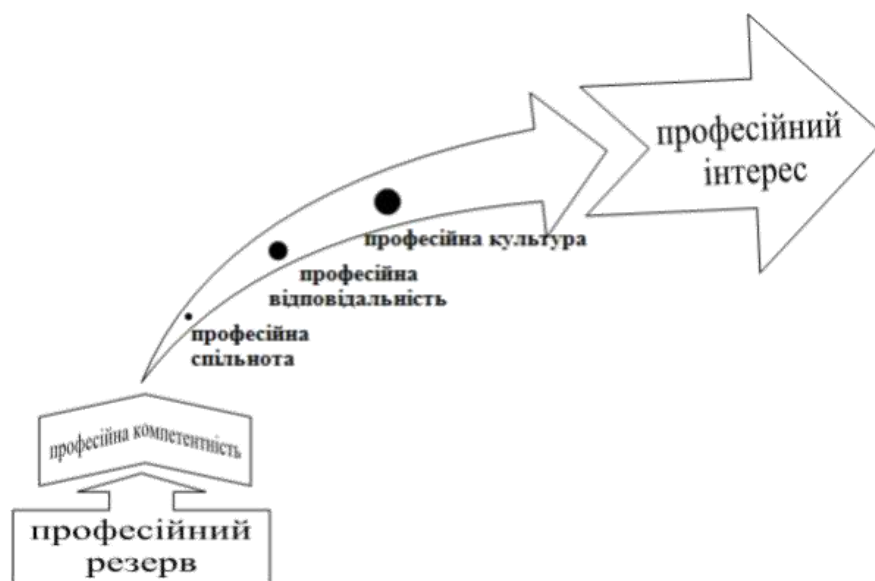 професійний
інтерес
професійна культура
професійна
відповідальність
професійна
спільнота
професійна компетентність
професійний
резерв